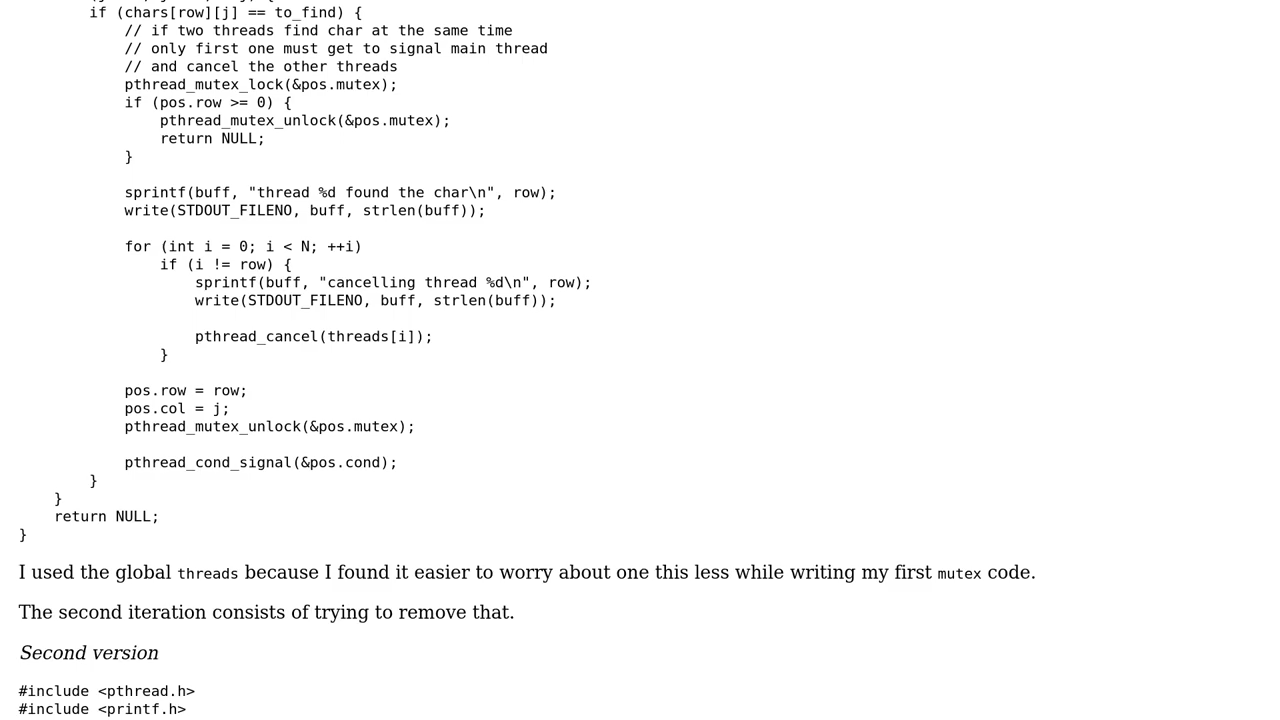 if (chars[row][j] == to_find) {
            // if two threads find char at the same time
            // only first one must get to signal main thread
            // and cancel the other threads
            pthread_mutex_lock(&pos.mutex);
            if (pos.row >= 0) {
                pthread_mutex_unlock(&pos.mutex);
                return NULL;
            }

            sprintf(buff, "thread %d found the char\n", row);
            write(STDOUT_FILENO, buff, strlen(buff));

            for (int i = 0; i < N; ++i)
                if (i != row) {
                    sprintf(buff, "cancelling thread %d\n", row);
                    write(STDOUT_FILENO, buff, strlen(buff));

                    pthread_cancel(threads[i]);
                }

            pos.row = row;
            pos.col = j;
            pthread_mutex_unlock(&pos.mutex);

            pthread_cond_signal(&pos.cond);
        }
    }
    return NULL;
}
I used the global threads because I found it easier to worry about one this less while writing my first mutex code.
The second iteration consists of trying to remove that.
Second version
#include <pthread.h>
#include <printf.h>